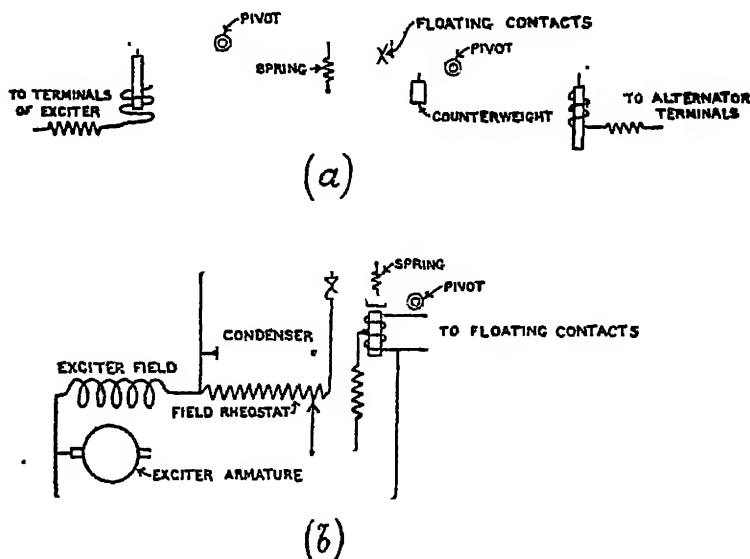 PIVOT
FLOATING CONTACTS
PIVOT
SPRING
TO TERMINALS
OF EXCITER
COUNTERWEIGHT
TO ALTERNATOR
TERMINALS
(a)
SPRING
PIVOT
CONDENSER
TO FLOATING CONTACTS
EXCITER FIELD
FIELD RHEOSTAT
EXCITER ARMATURE
(b)